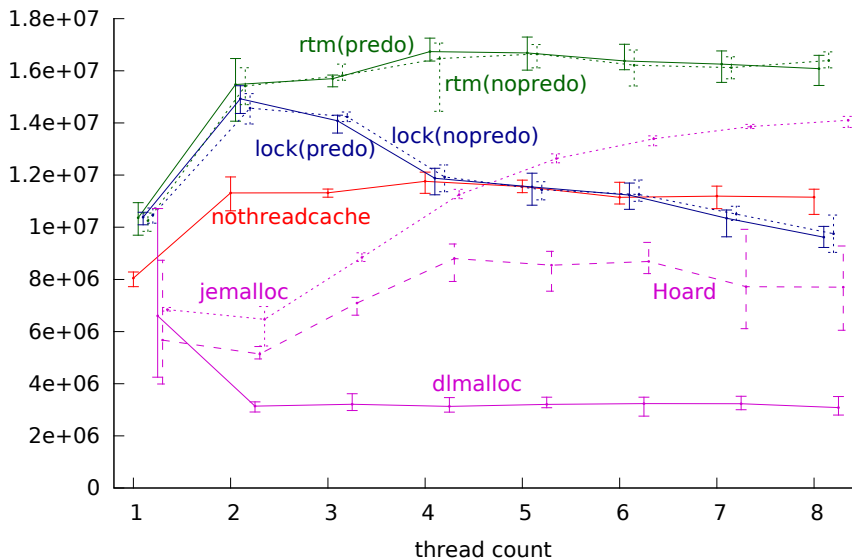 1.8e+07
1.6e+07
1.4e+07
1.2e+07
1e+07
8e+06
6e+06
4e+06
2e+06
0
rtm(predo)
rtm(nopredo)
lock(nopredo)
lock(predo)
nothreadcache
jemalloc
Hoard
dlmalloc
1 2 3 4 5 6 7 8
thread count